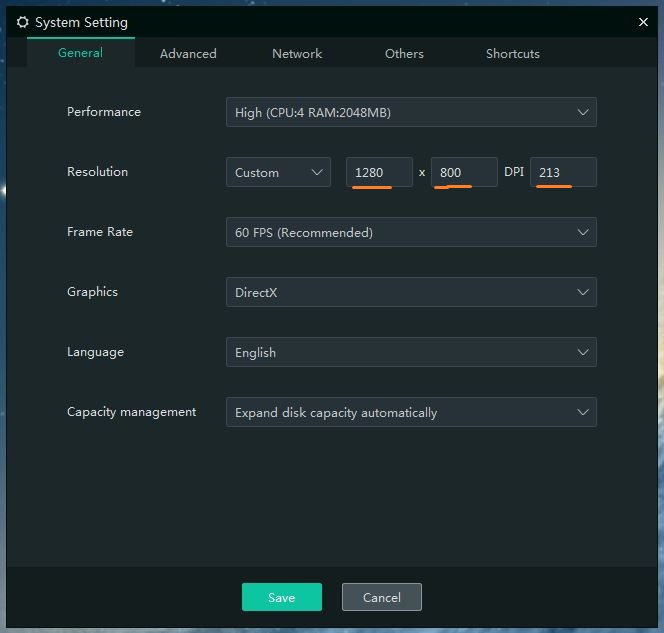 System Setting
General Advanced Network Others Shortcuts
Performance High (CPU:4 RAM:2048MB)
Resolution Custom 1280 x 800 DPI 213
Frame Rate 60 FPS (Recommended)
Graphics DirectX
Language English
Capacity management Expand disk capacity automatically
Save Cancel